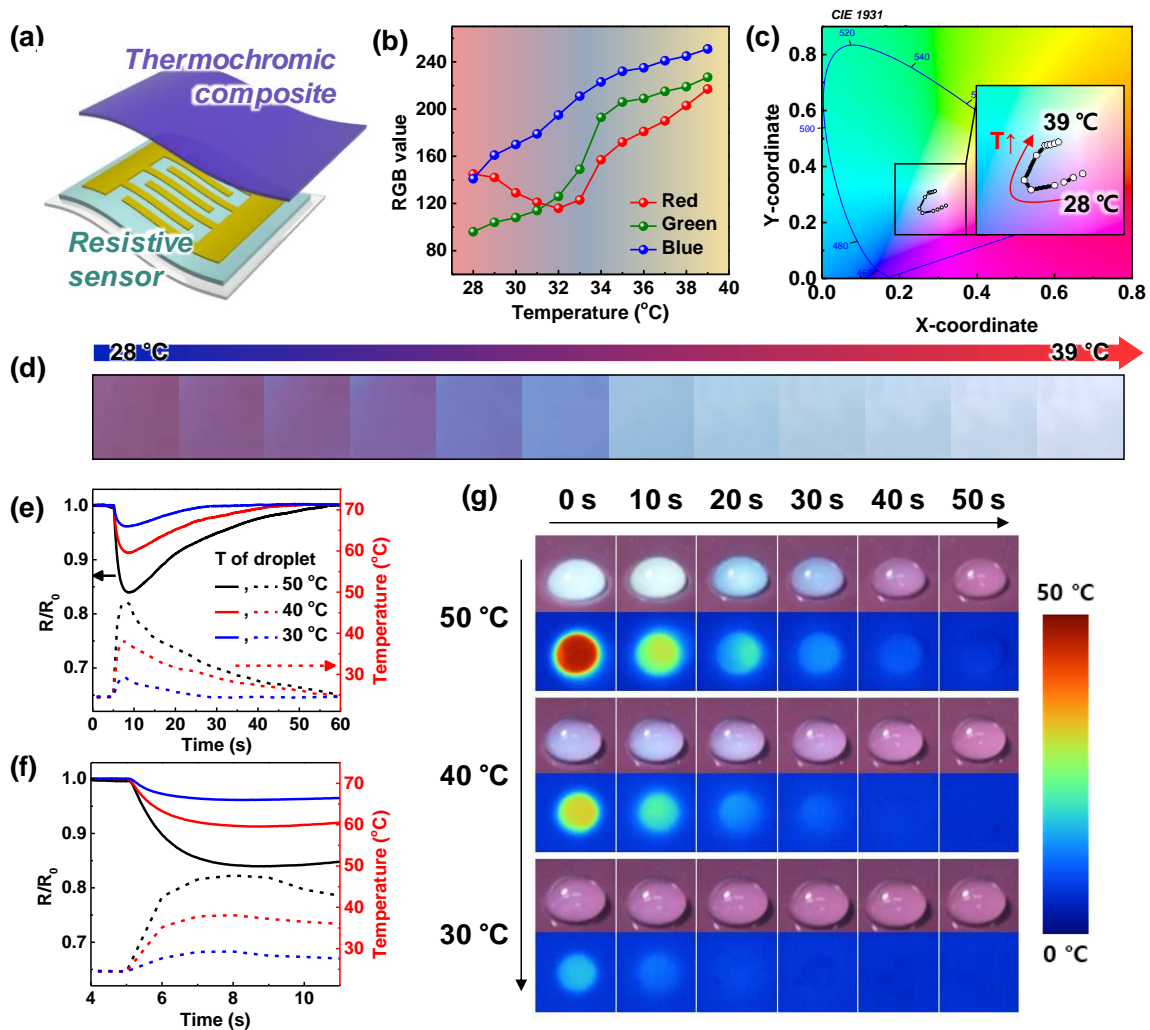 (a)
Thermochromic
composite
Resistive
sensor
(b)
RGB value
240
200
160
120
80
28 30 32 34 36 38 40
Temperature (°C)
Red
Green
Blue
(c)
CIE 1931
Y-coordinate
0.8
0.6
0.4
0.2
0.0
0.0 0.2 0.4 0.6 0.8
X-coordinate
520
540
500
480
39 °C
T↑
28 °C
28 °C
39 °C
(d)
(e)
R/R0
1.0
0.9
0.8
0.7
T of droplet
, 50 °C
, 40 °C
, 30 °C
70
60
50
40
30
Temperature (°C)
0 10 20 30 40 50 60
Time (s)
(f)
R/R0
1.0
0.9
0.8
0.7
70
60
50
40
30
Temperature (°C)
4 6 8 10
Time (s)
(g)
0 s 10 s 20 s 30 s 40 s 50 s
50 °C
40 °C
30 °C
50 ℃
0 ℃